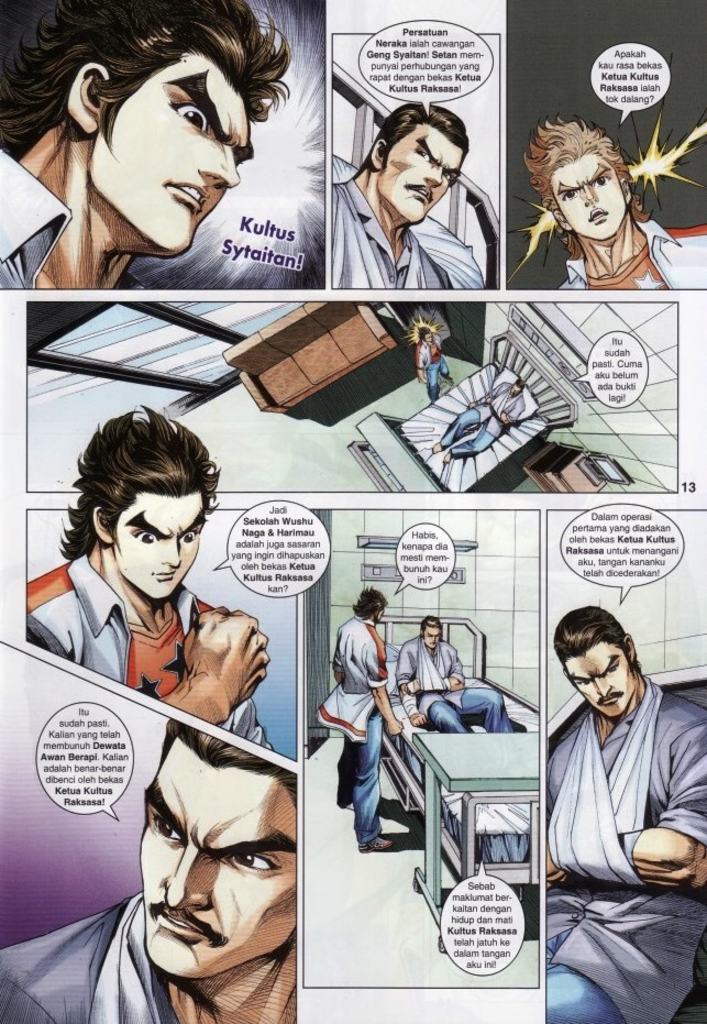 Kultus
Sytaitan!
Persatuan
Neraka ialah cawangan
Geng Syaitan! Setan mem-
punyai perhubungan yang
rapat dengan bekas Ketua
Kultus Raksasa!
Apakah
kau rasa bekas
Ketua Kultus
Raksasa ialah
tok dalang?
Itu
sudah
pasti. Cuma
aku belum
ada bukti
lagi!
13
Jadi
Sekolah Wushu
Naga & Harimau
adalah juga sasaran
yang ingin dihapuskan
oleh bekas Ketua
Kultus Raksasa
kan?
Itu
sudah pasti.
Kalian yang telah
membunuh Dewata
Awan Berapi. Kalian
adalah benar-benar
dibenci oleh bekas
Ketua Kultus
Raksasa!
Habis,
kenapa dia
mesti mem-
bunuh kau
ini?
Sebab
maklumat ber-
kaitan dengan
hidup dan mati
Kultus Raksasa
telah jatuh ke
dalam tangan
aku ini!
Dalam operasi
pertama yang diadakan
oleh bekas Ketua Kultus
Raksasa untuk menangani
aku, tangan kananku
telah dicederakan!